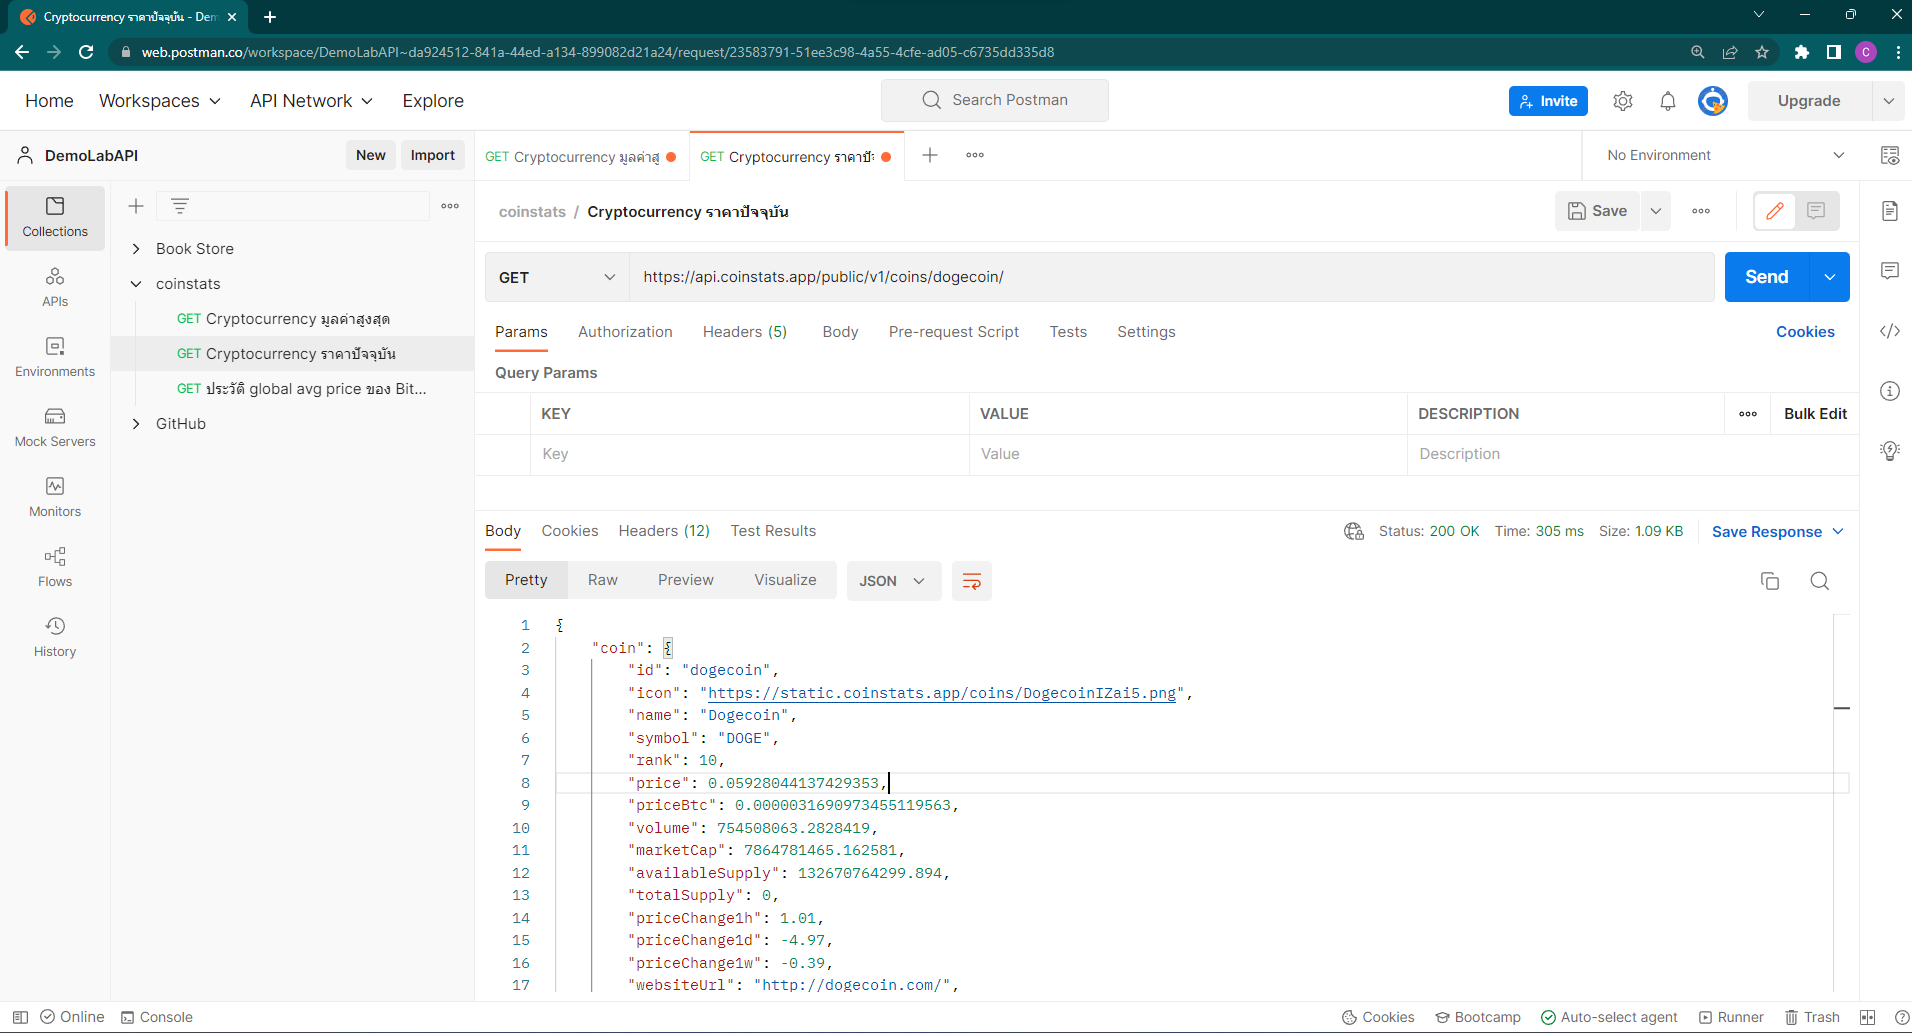 Cryptocurrency ราคาปัจจุบัน - Dem
web.postman.co/workspace/DemoLabAPI~da924512-841a-44ed-a134-899082d21a24/request/23583791-51ee3c98-4a55-4cfe-ad05-c6735dd335d8
C
Home Workspaces API Network Explore Search Postman Invite Upgrade
DemoLabAPI New Import
GET Cryptocurrency มูลค่าสู GET Cryptocurrency ราคาปัจ No Environment
Collections
APIs
Environments
Mock Servers
Monitors
Flows
History
Book Store
coinstats
GET Cryptocurrency มูลค่าสูงสุด
GET Cryptocurrency ราคาปัจจุบัน
GET ประวัติ global avg price ของ Bit...
GitHub
coinstats / Cryptocurrency ราคาปัจจุบัน Save
GET https://api.coinstats.app/public/v1/coins/dogecoin/ Send
Params Authorization Headers (5) Body Pre-request Script Tests Settings Cookies
Query Params
KEY VALUE DESCRIPTION Bulk Edit
Key Value Description
Body Cookies Headers (12) Test Results Status: 200 OK Time: 305 ms Size: 1.09 KB Save Response
Pretty Raw Preview Visualize JSON
1 {
2 "coin": {
3 "id": "dogecoin",
4 "icon": "https://static.coinstats.app/coins/DogecoinIZai5.png",
5 "name": "Dogecoin",
6 "symbol": "DOGE",
7 "rank": 10,
8 "price": 0.05928044137429353,
9 "priceBtc": 0.0000031690973455119563,
10 "volume": 754508063.2828419,
11 "marketCap": 7864781465.162581,
12 "availableSupply": 132670764299.894,
13 "totalSupply": 0,
14 "priceChange1h": 1.01,
15 "priceChange1d": -4.97,
16 "priceChange1w": -0.39,
17 "websiteUrl": "http://dogecoin.com/",
Online Console Cookies Bootcamp Auto-select agent Runner Trash